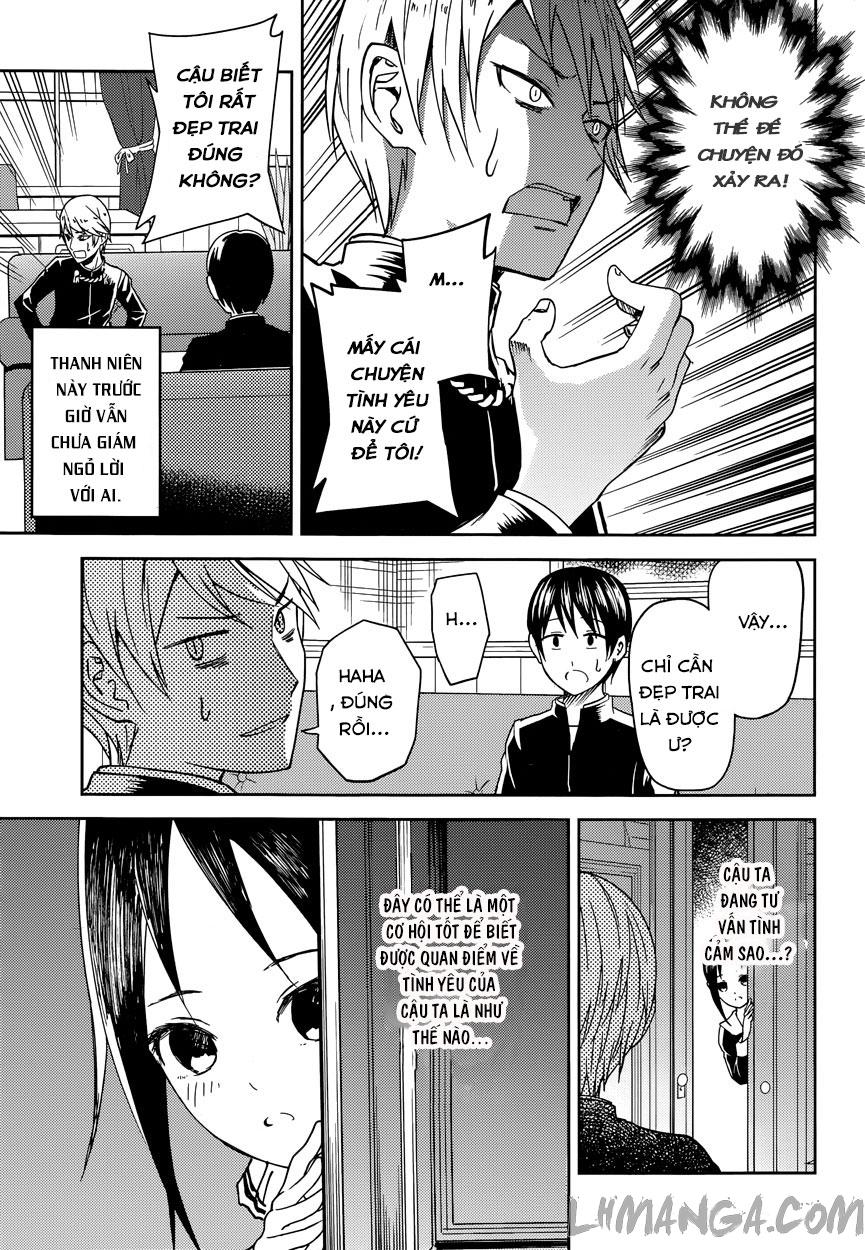 KHÔNG
THỂ ĐỂ
CHUYỆN ĐÓ
XẢY RA!
M...
MẤY CÁI
CHUYỆN
TÌNH YÊU
NÀY CỨ
ĐỂ TÔI!
CẬU BIẾT
TÔI RẤT
ĐẸP TRAI
ĐÚNG
KHÔNG?
THANH NIÊN
NÀY TRƯỚC
GIỜ VẪN
CHƯA GIÁM
NGỎ LỜI
VỚI AI.
VẬY...
CHỈ CẦN
ĐẸP TRAI
LÀ ĐƯỢC
Ư?
H...
HAHA
, ĐÚNG
RỒI...
CẬU TA
ĐANG TƯ
VẤN TÌNH
CẢM SAO...?
ĐÂY CÓ THỂ LÀ MỘT
CƠ HỘI TỐT ĐỂ BIẾT
ĐƯỢC QUAN ĐIỂM VỀ
TÌNH YÊU CỦA
CẬU TA LÀ NHƯ
THẾ NÀO...
LHMANGA.COM